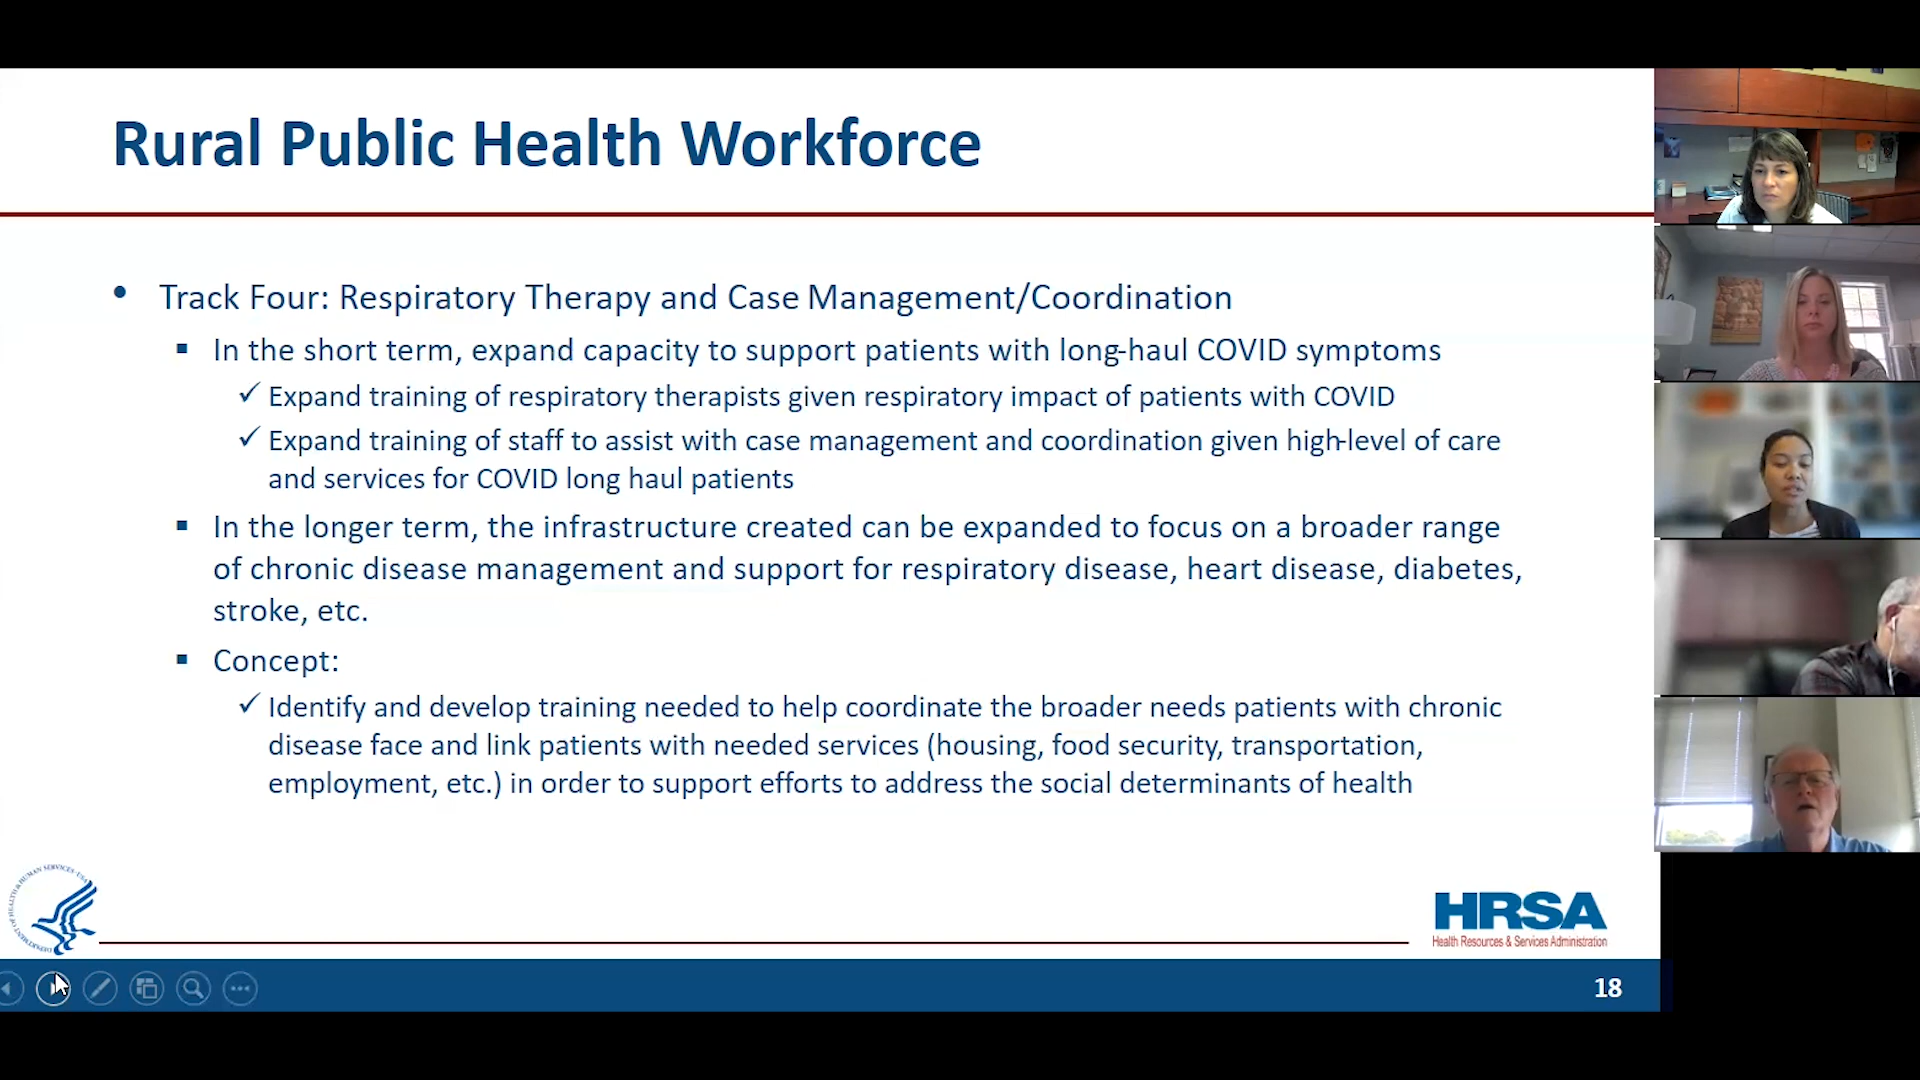 Rural Public Health Workforce
• Track Four: Respiratory Therapy and Case Management/Coordination
▪ In the short term, expand capacity to support patients with long-haul COVID symptoms
✓ Expand training of respiratory therapists given respiratory impact of patients with COVID
✓ Expand training of staff to assist with case management and coordination given high-level of care
and services for COVID long haul patients
▪ In the longer term, the infrastructure created can be expanded to focus on a broader range
of chronic disease management and support for respiratory disease, heart disease, diabetes,
stroke, etc.
▪ Concept:
✓ Identify and develop training needed to help coordinate the broader needs patients with chronic
disease face and link patients with needed services (housing, food security, transportation,
employment, etc.) in order to support efforts to address the social determinants of health
DEPARTMENT OF HEALTH & HUMAN SERVICES · USA
HRSA
Health Resources & Services Administration
18